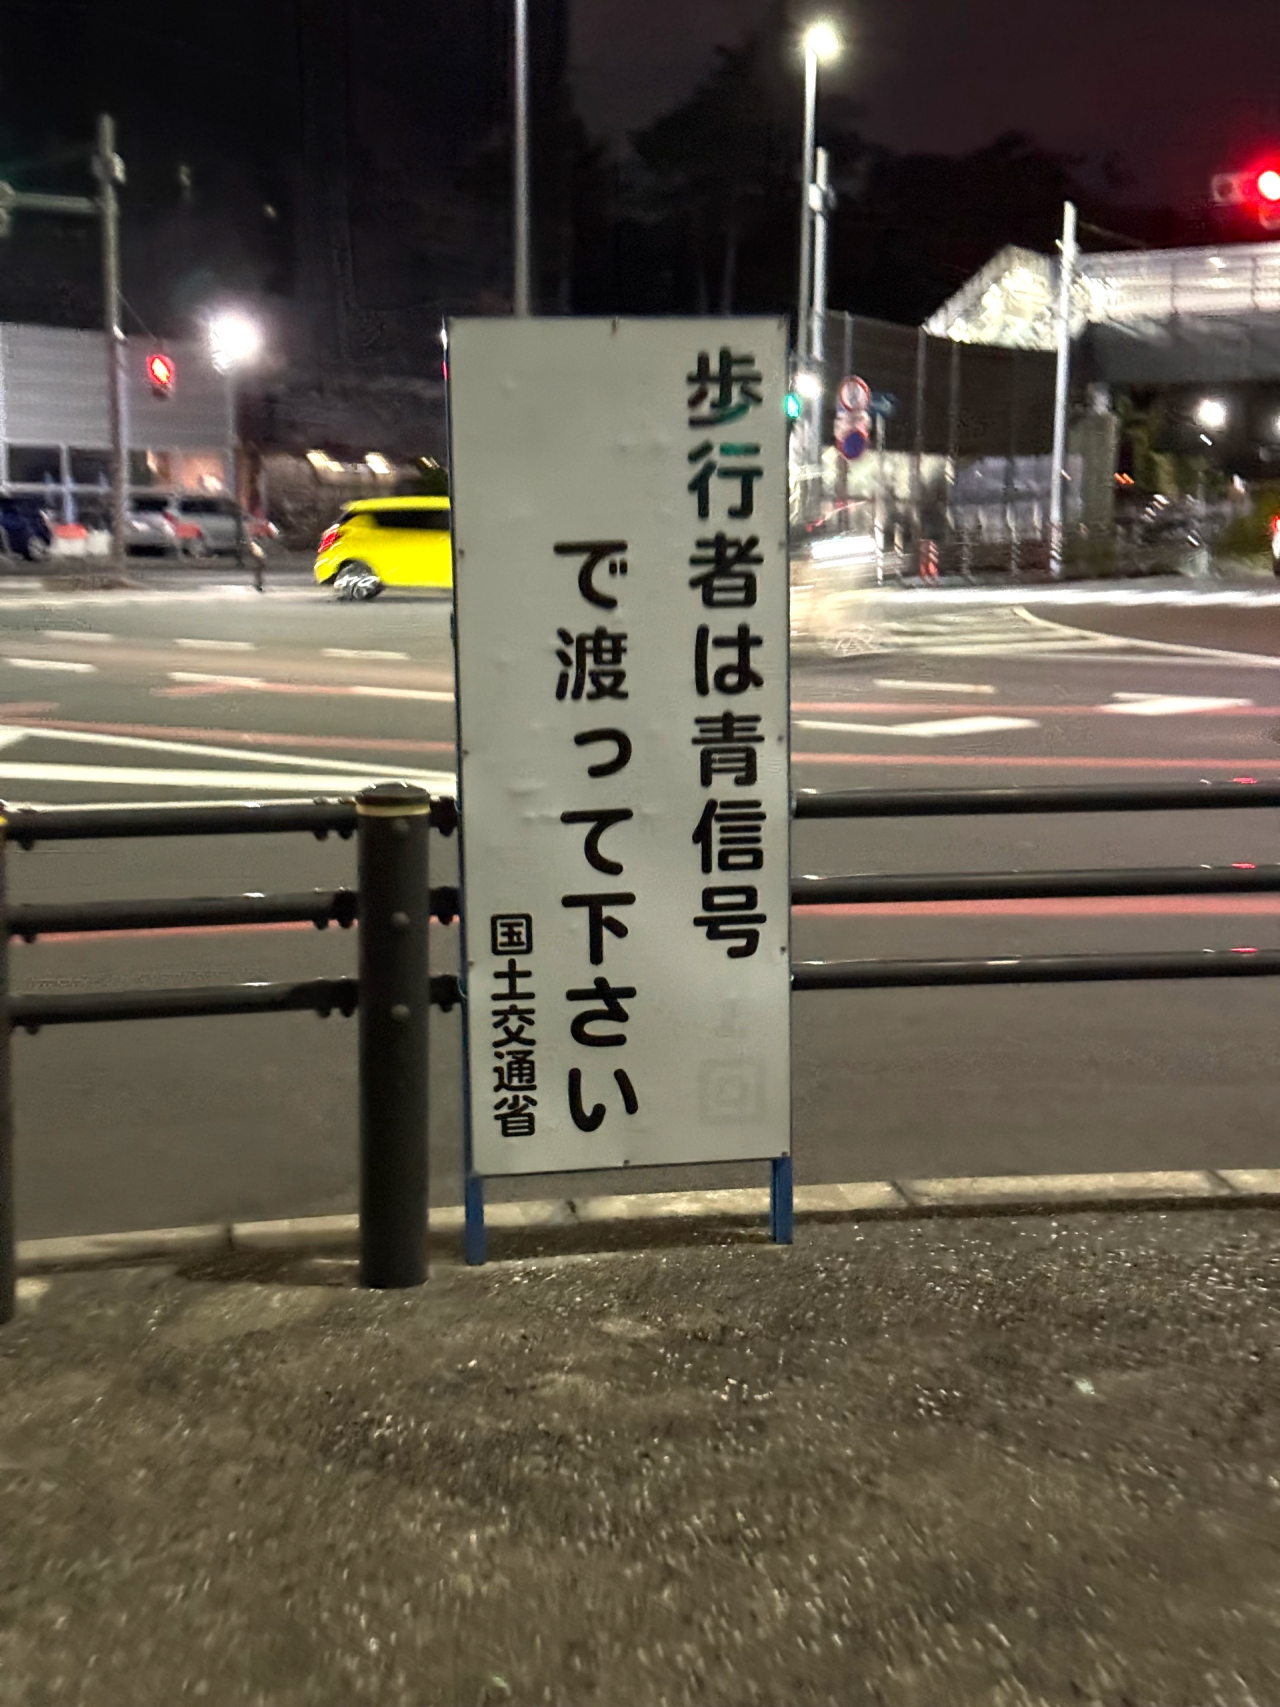 歩行者は青信号
で渡って下さい
国土交通省